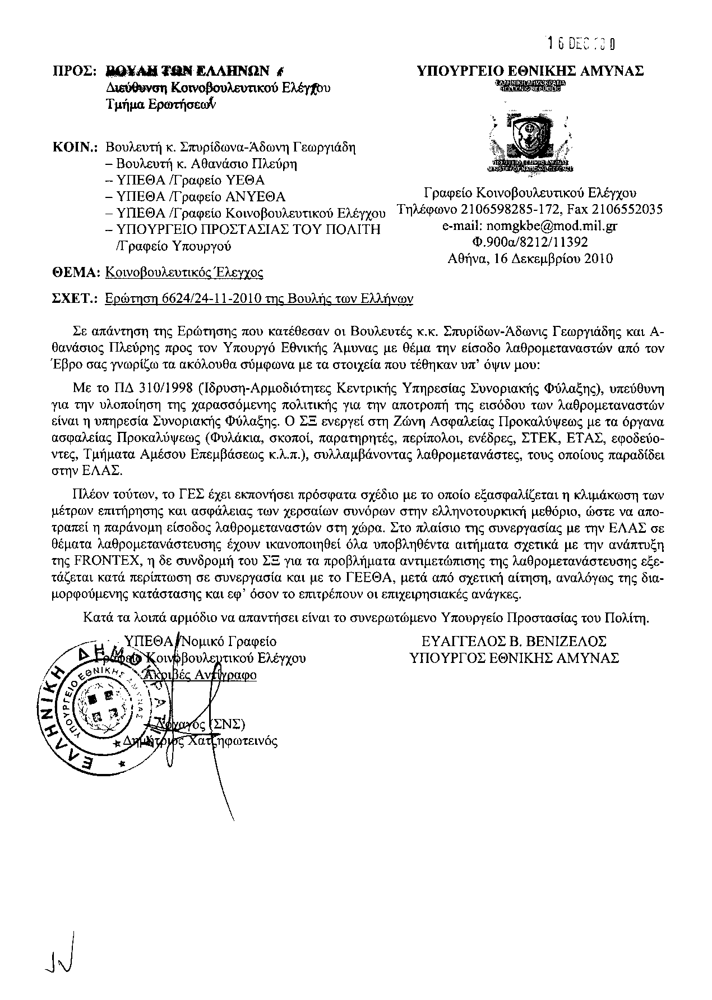 16 DEC
ΠΡΟΣ: ΒΟΥΛΗ ΤΩΝ ΕΛΛΗΝΩΝ
Διεύθυνση Κοινοβουλευτικού Ελέγχου
Τμήμα Ερωτήσεων
ΥΠΟΥΡΓΕΙΟ ΕΘΝΙΚΗΣ ΑΜΥΝΑΣ
ΕΛΛΗΝΙΚΗ ΔΗΜΟΚΡΑΤΙΑ
HELLENIC REPUBLIC
ΥΠΟΥΡΓΕΙΟ ΕΘΝΙΚΗΣ ΑΜΥΝΑΣ
MINISTRY OF NATIONAL DEFENCE
ΚΟΙΝ.: Βουλευτή κ. Σπυρίδωνα-Άδωνη Γεωργιάδη
– Βουλευτή κ. Αθανάσιο Πλεύρη
– ΥΠΕΘΑ /Γραφείο ΥΕΘΑ
– ΥΠΕΘΑ /Γραφείο ΑΝΥΕΘΑ
– ΥΠΕΘΑ /Γραφείο Κοινοβουλευτικού Ελέγχου
– ΥΠΟΥΡΓΕΙΟ ΠΡΟΣΤΑΣΙΑΣ ΤΟΥ ΠΟΛΙΤΗ
/Γραφείο Υπουργού
Γραφείο Κοινοβουλευτικού Ελέγχου
Τηλέφωνο 2106598285-172, Fax 2106552035
e-mail: nomgkbe@mod.mil.gr
Φ.900α/8212/11392
Αθήνα, 16 Δεκεμβρίου 2010
ΘΕΜΑ: Κοινοβουλευτικός Έλεγχος
ΣΧΕΤ.: Ερώτηση 6624/24-11-2010 της Βουλής των Ελλήνων
Σε απάντηση της Ερώτησης που κατέθεσαν οι Βουλευτές κ.κ. Σπυρίδων-Άδωνις Γεωργιάδης και Α-
θανάσιος Πλεύρης προς τον Υπουργό Εθνικής Άμυνας με θέμα την είσοδο λαθρομεταναστών από τον
Έβρο σας γνωρίζω τα ακόλουθα σύμφωνα με τα στοιχεία που τέθηκαν υπ’ όψιν μου:
Με το ΠΔ 310/1998 (Ίδρυση-Αρμοδιότητες Κεντρικής Υπηρεσίας Συνοριακής Φύλαξης), υπεύθυνη
για την υλοποίηση της χαρασσόμενης πολιτικής για την αποτροπή της εισόδου των λαθρομεταναστών
είναι η υπηρεσία Συνοριακής Φύλαξης. Ο ΣΞ ενεργεί στη Ζώνη Ασφαλείας Προκαλύψεως με τα όργανα
ασφαλείας Προκαλύψεως (Φυλάκια, σκοποί, παρατηρητές, περίπολοι, ενέδρες, ΣΤΕΚ, ΕΤΑΣ, εφοδεύο-
ντες, Τμήματα Αμέσου Επεμβάσεως κ.λ.π.), συλλαμβάνοντας λαθρομετανάστες, τους οποίους παραδίδει
στην ΕΛΑΣ.
Πλέον τούτων, το ΓΕΣ έχει εκπονήσει πρόσφατα σχέδιο με το οποίο εξασφαλίζεται η κλιμάκωση των
μέτρων επιτήρησης και ασφάλειας των χερσαίων συνόρων στην ελληνοτουρκική μεθόριο, ώστε να απο-
τραπεί η παράνομη είσοδος λαθρομεταναστών στη χώρα. Στο πλαίσιο της συνεργασίας με την ΕΛΑΣ σε
θέματα λαθρομετανάστευσης έχουν ικανοποιηθεί όλα υποβληθέντα αιτήματα σχετικά με την ανάπτυξη
της FRONTEX, η δε συνδρομή του ΣΞ για τα προβλήματα αντιμετώπισης της λαθρομετανάστευσης εξε-
τάζεται κατά περίπτωση σε συνεργασία και με το ΓΕΕΘΑ, μετά από σχετική αίτηση, αναλόγως της δια-
μορφούμενης κατάστασης και εφ’ όσον το επιτρέπουν οι επιχειρησιακές ανάγκες.
Κατά τα λοιπά αρμόδιο να απαντήσει είναι το συνερωτώμενο Υπουργείο Προστασίας του Πολίτη.
ΥΠΕΘΑ/Νομικό Γραφείο
Γραφείο Κοινοβουλευτικού Ελέγχου
Ακριβές Αντίγραφο
ΕΥΑΓΓΕΛΟΣ Β. ΒΕΝΙΖΕΛΟΣ
ΥΠΟΥΡΓΟΣ ΕΘΝΙΚΗΣ ΑΜΥΝΑΣ
ΕΛΛΗΝΙΚΗ ΔΗΜΟΚΡΑΤΙΑ
ΥΠΟΥΡΓΕΙΟ ΕΘΝΙΚΗΣ ΑΜΥΝΑΣ
Λοχαγός (ΣΝΣ)
Δημήτριος Χατζηφωτεινός